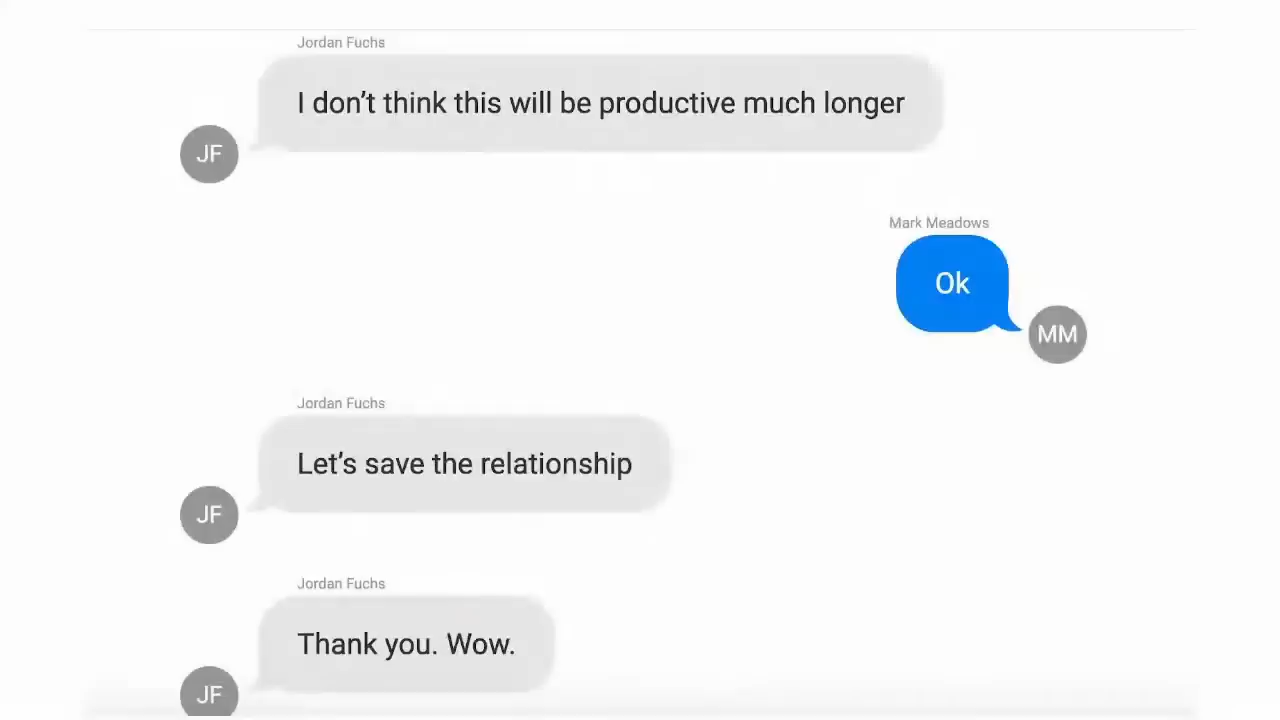 Jordan Fuchs
I don’t think this will be productive much longer
JF
Mark Meadows
Ok
MM
Jordan Fuchs
Let’s save the relationship
JF
Jordan Fuchs
Thank you. Wow.
JF